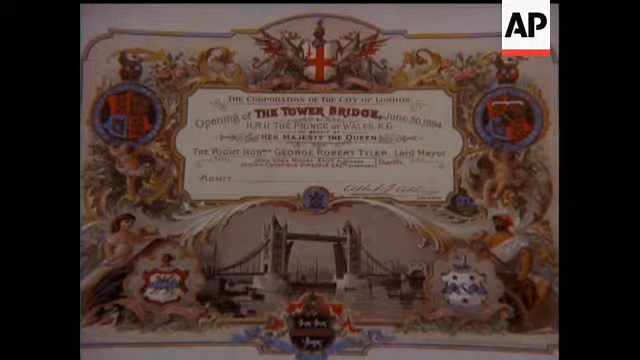 AP
THE CORPORATION OF THE CITY OF LONDON
Opening of THE TOWER BRIDGE, June 30, 1894
H.R.H. THE PRINCE OF WALES K.G.
HER MAJESTY THE QUEEN
THE RIGHT HON GEORGE ROBERT TYLER, Lord Mayor
Sheriffs
ADMIT